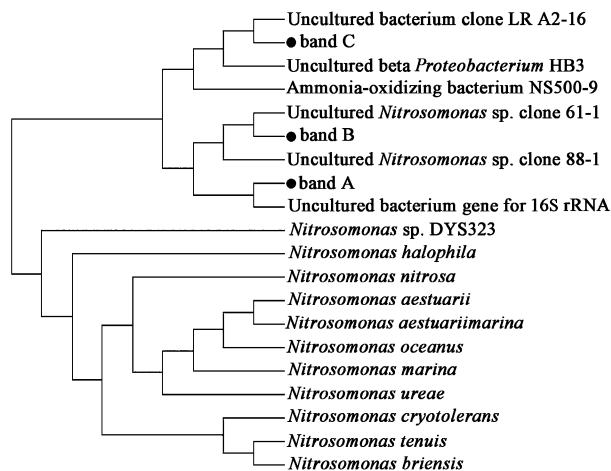 Uncultured bacterium clone LR A2-16
band C
Uncultured beta Proteobacterium HB3
Ammonia-oxidizing bacterium NS500-9
Uncultured Nitrosomonas sp. clone 61-1
band B
Uncultured Nitrosomonas sp. clone 88-1
band A
Uncultured bacterium gene for 16S rRNA
Nitrosomonas sp. DYS323
Nitrosomonas halophila
Nitrosomonas nitrosa
Nitrosomonas aestuarii
Nitrosomonas aestuariimarina
Nitrosomonas oceanus
Nitrosomonas marina
Nitrosomonas ureae
Nitrosomonas cryotolerans
Nitrosomonas tenuis
Nitrosomonas briensis